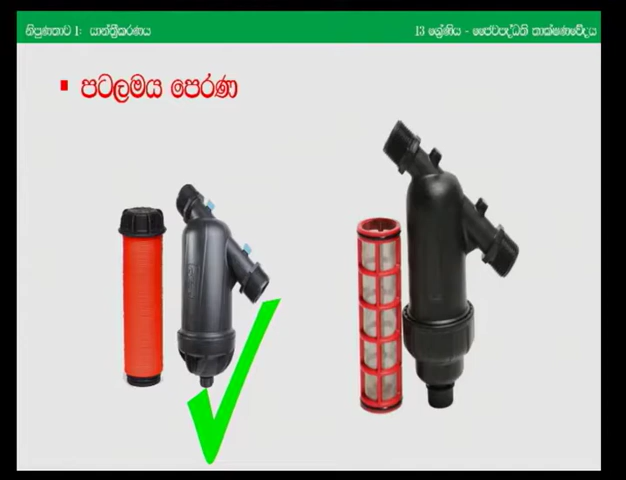 නිපුණතාව 1: යාන්ත්‍රීකරණය
13 ශ්‍රේණිය - ජෛවපද්ධති තාක්ෂණවේදය
පටලමය පෙරණ